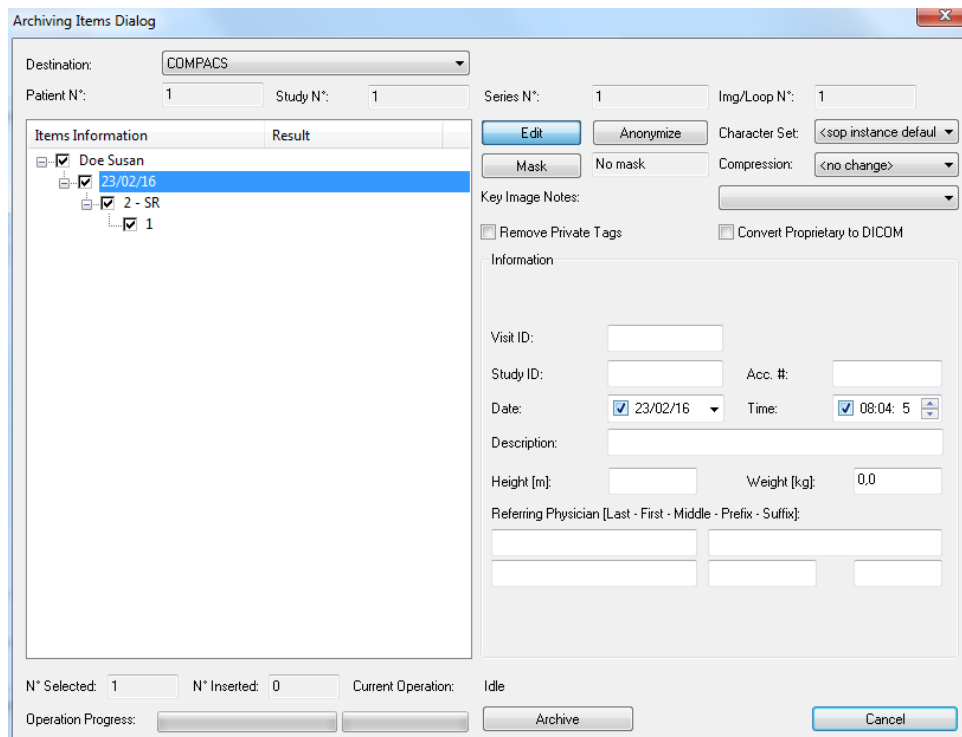 Archiving Items Dialog
x
Destination: COMPACS
Patient N°: 1 Study N°: 1 Series N°: 1 Img/Loop N°: 1
Items Information Result
Doe Susan
23/02/16
2 - SR
1
Edit Anonymize Character Set: <sop instance defaul
Mask No mask Compression: <no change>
Key Image Notes:
Remove Private Tags Convert Proprietary to DICOM
Information
Visit ID:
Study ID: Acc. #:
Date: 23/02/16 Time: 08:04: 5
Description:
Height [m]: Weight [kg]: 0,0
Referring Physician [Last - First - Middle - Prefix - Suffix]:
N° Selected: 1 N° Inserted: 0 Current Operation: Idle
Operation Progress: Archive Cancel